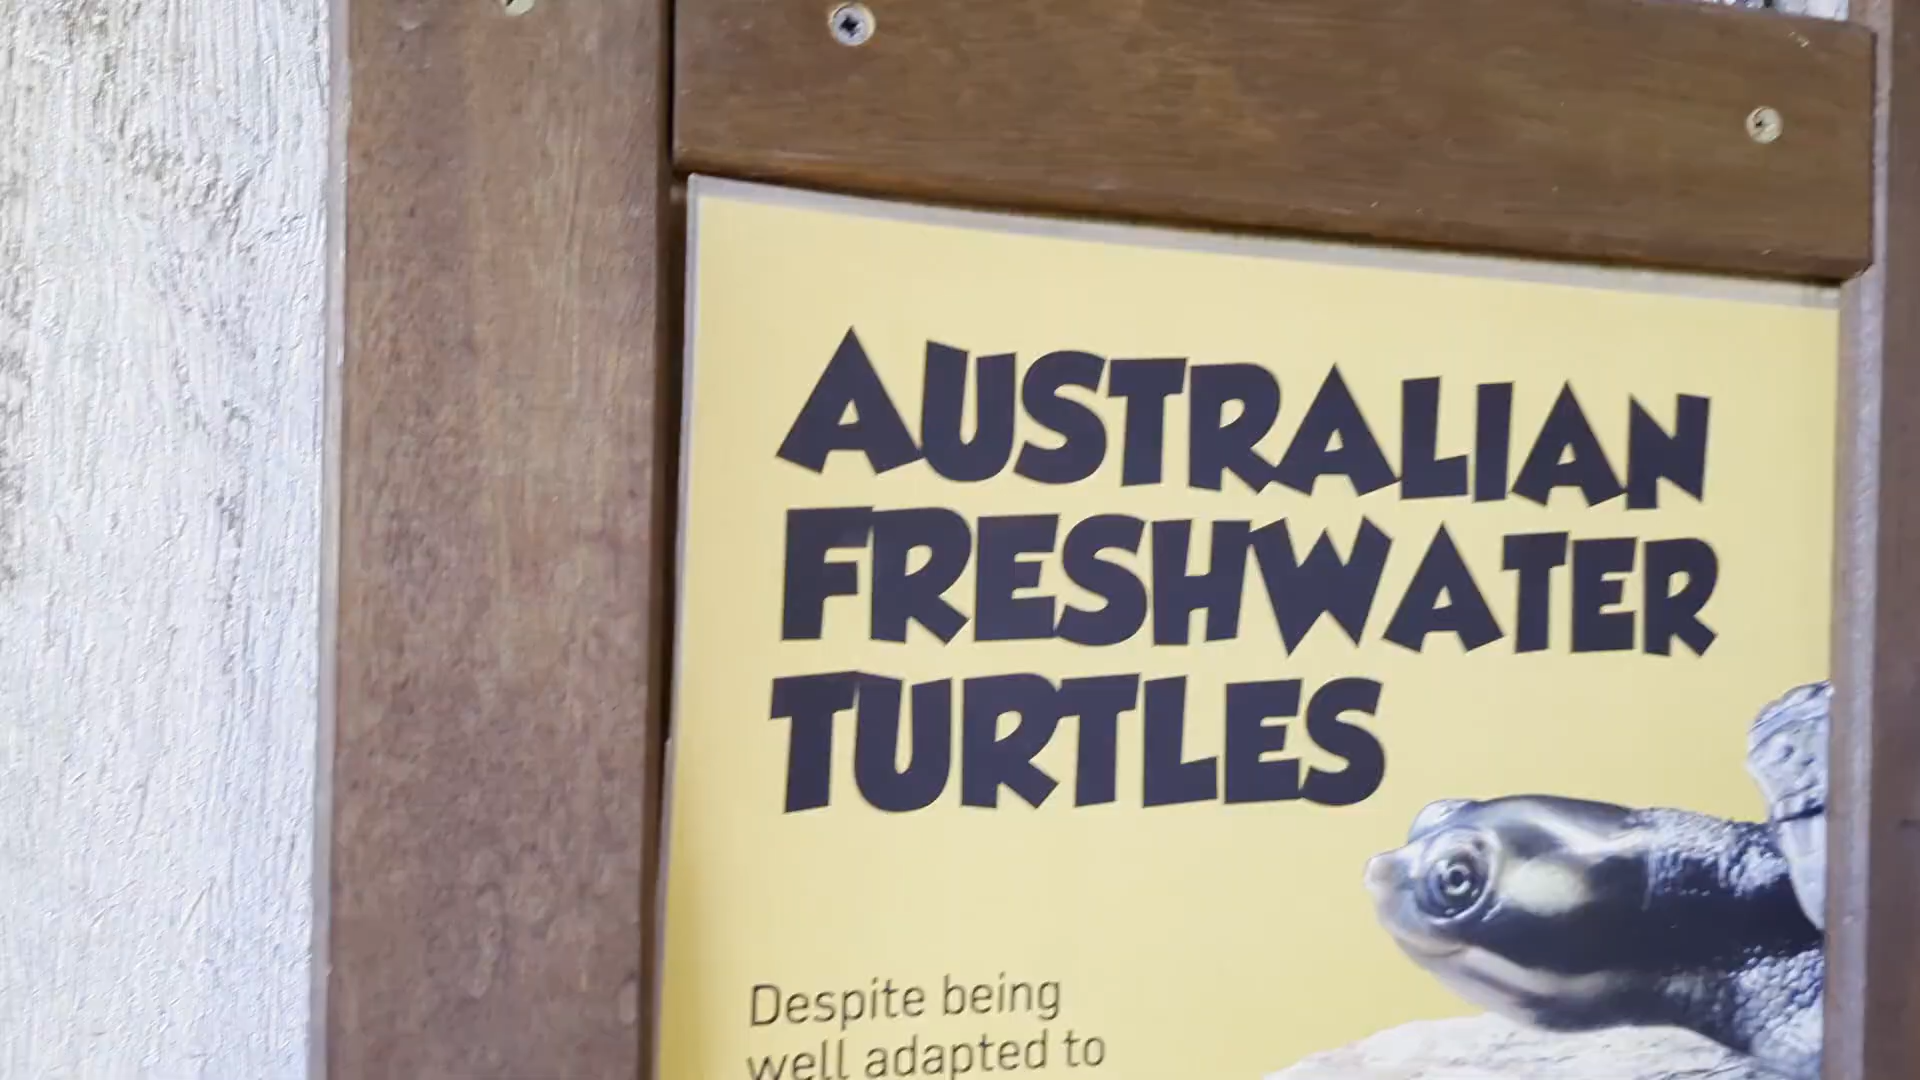 AUSTRALIAN
FRESHWATER
TURTLES
Despite being
well adapted to